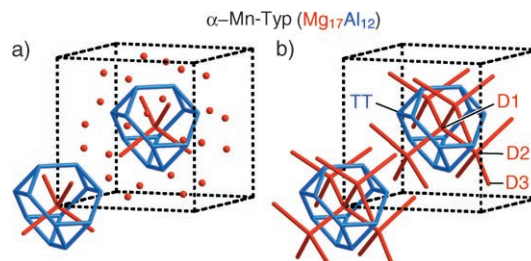 α–Mn-Typ (Mg₁₇Al₁₂)
a)
b)
TT
D1
D2
D3